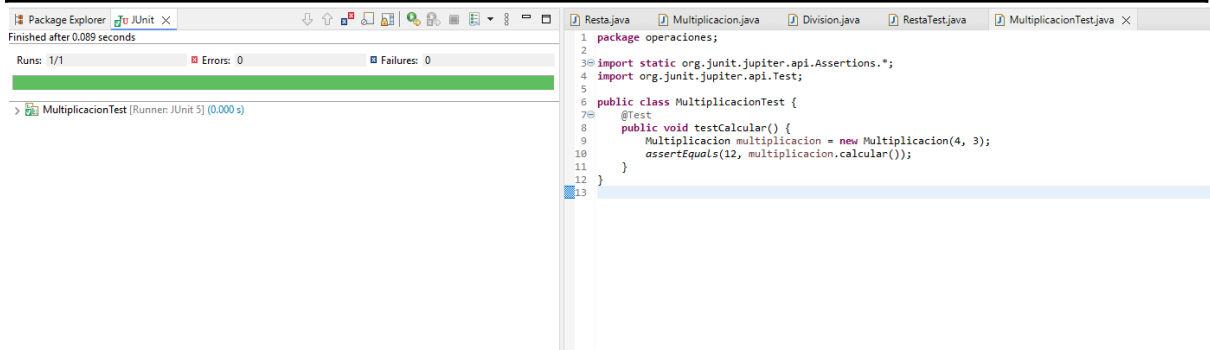 Package Explorer JUnit
Finished after 0.089 seconds
Runs: 1/1 Errors: 0 Failures: 0
MultiplicacionTest [Runner: JUnit 5] (0.000 s)
Resta.java Multiplicacion.java Division.java RestaTest.java MultiplicacionTest.java
1 package operaciones;
2
3 import static org.junit.jupiter.api.Assertions.*;
4 import org.junit.jupiter.api.Test;
5
6 public class MultiplicacionTest {
7 @Test
8 public void testCalcular() {
9 Multiplicacion multiplicacion = new Multiplicacion(4, 3);
10 assertEquals(12, multiplicacion.calcular());
11 }
12 }
13